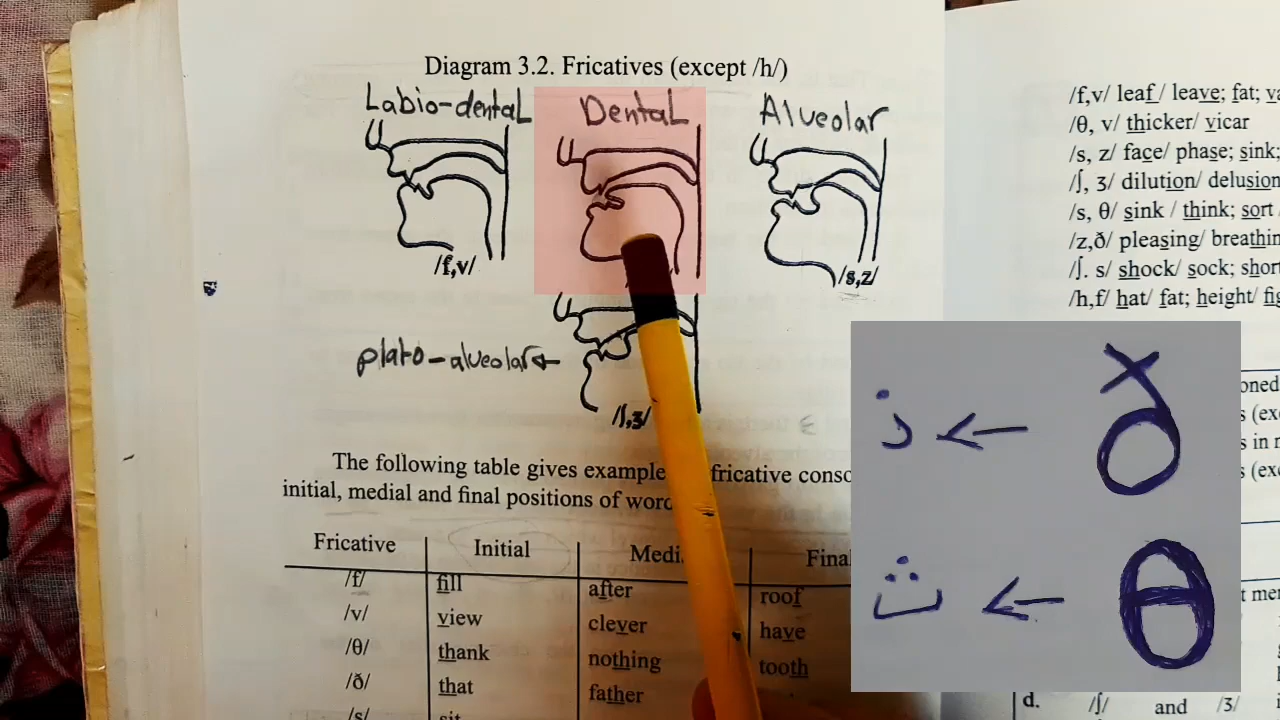 Diagram 3.2. Fricatives (except /h/)
Labio-dental Dental Alveolar
/f,v/ /s,z/
plato-alveolar
/ʃ,ʒ/
The following table gives example fricative conso
initial, medial and final positions of word
Fricative Initial Medi Final
/f/ fill after roof
/v/ view clever have
/θ/ thank nothing tooth
/ð/ that father
/s/ sit
/f,v/ leaf/ leave; fat; va
/θ, v/ thicker/ vicar
/s, z/ face/ phase; sink;
/ʃ, ʒ/ dilution/ delusion
/s, θ/ sink / think; sort
/z,ð/ pleasing/ breathin
/ʃ. s/ shock/ sock; short
/h,f/ hat/ fat; height/ fig
ذ ← ð
ث ← θ
d. /ʃ/ and /ʒ/